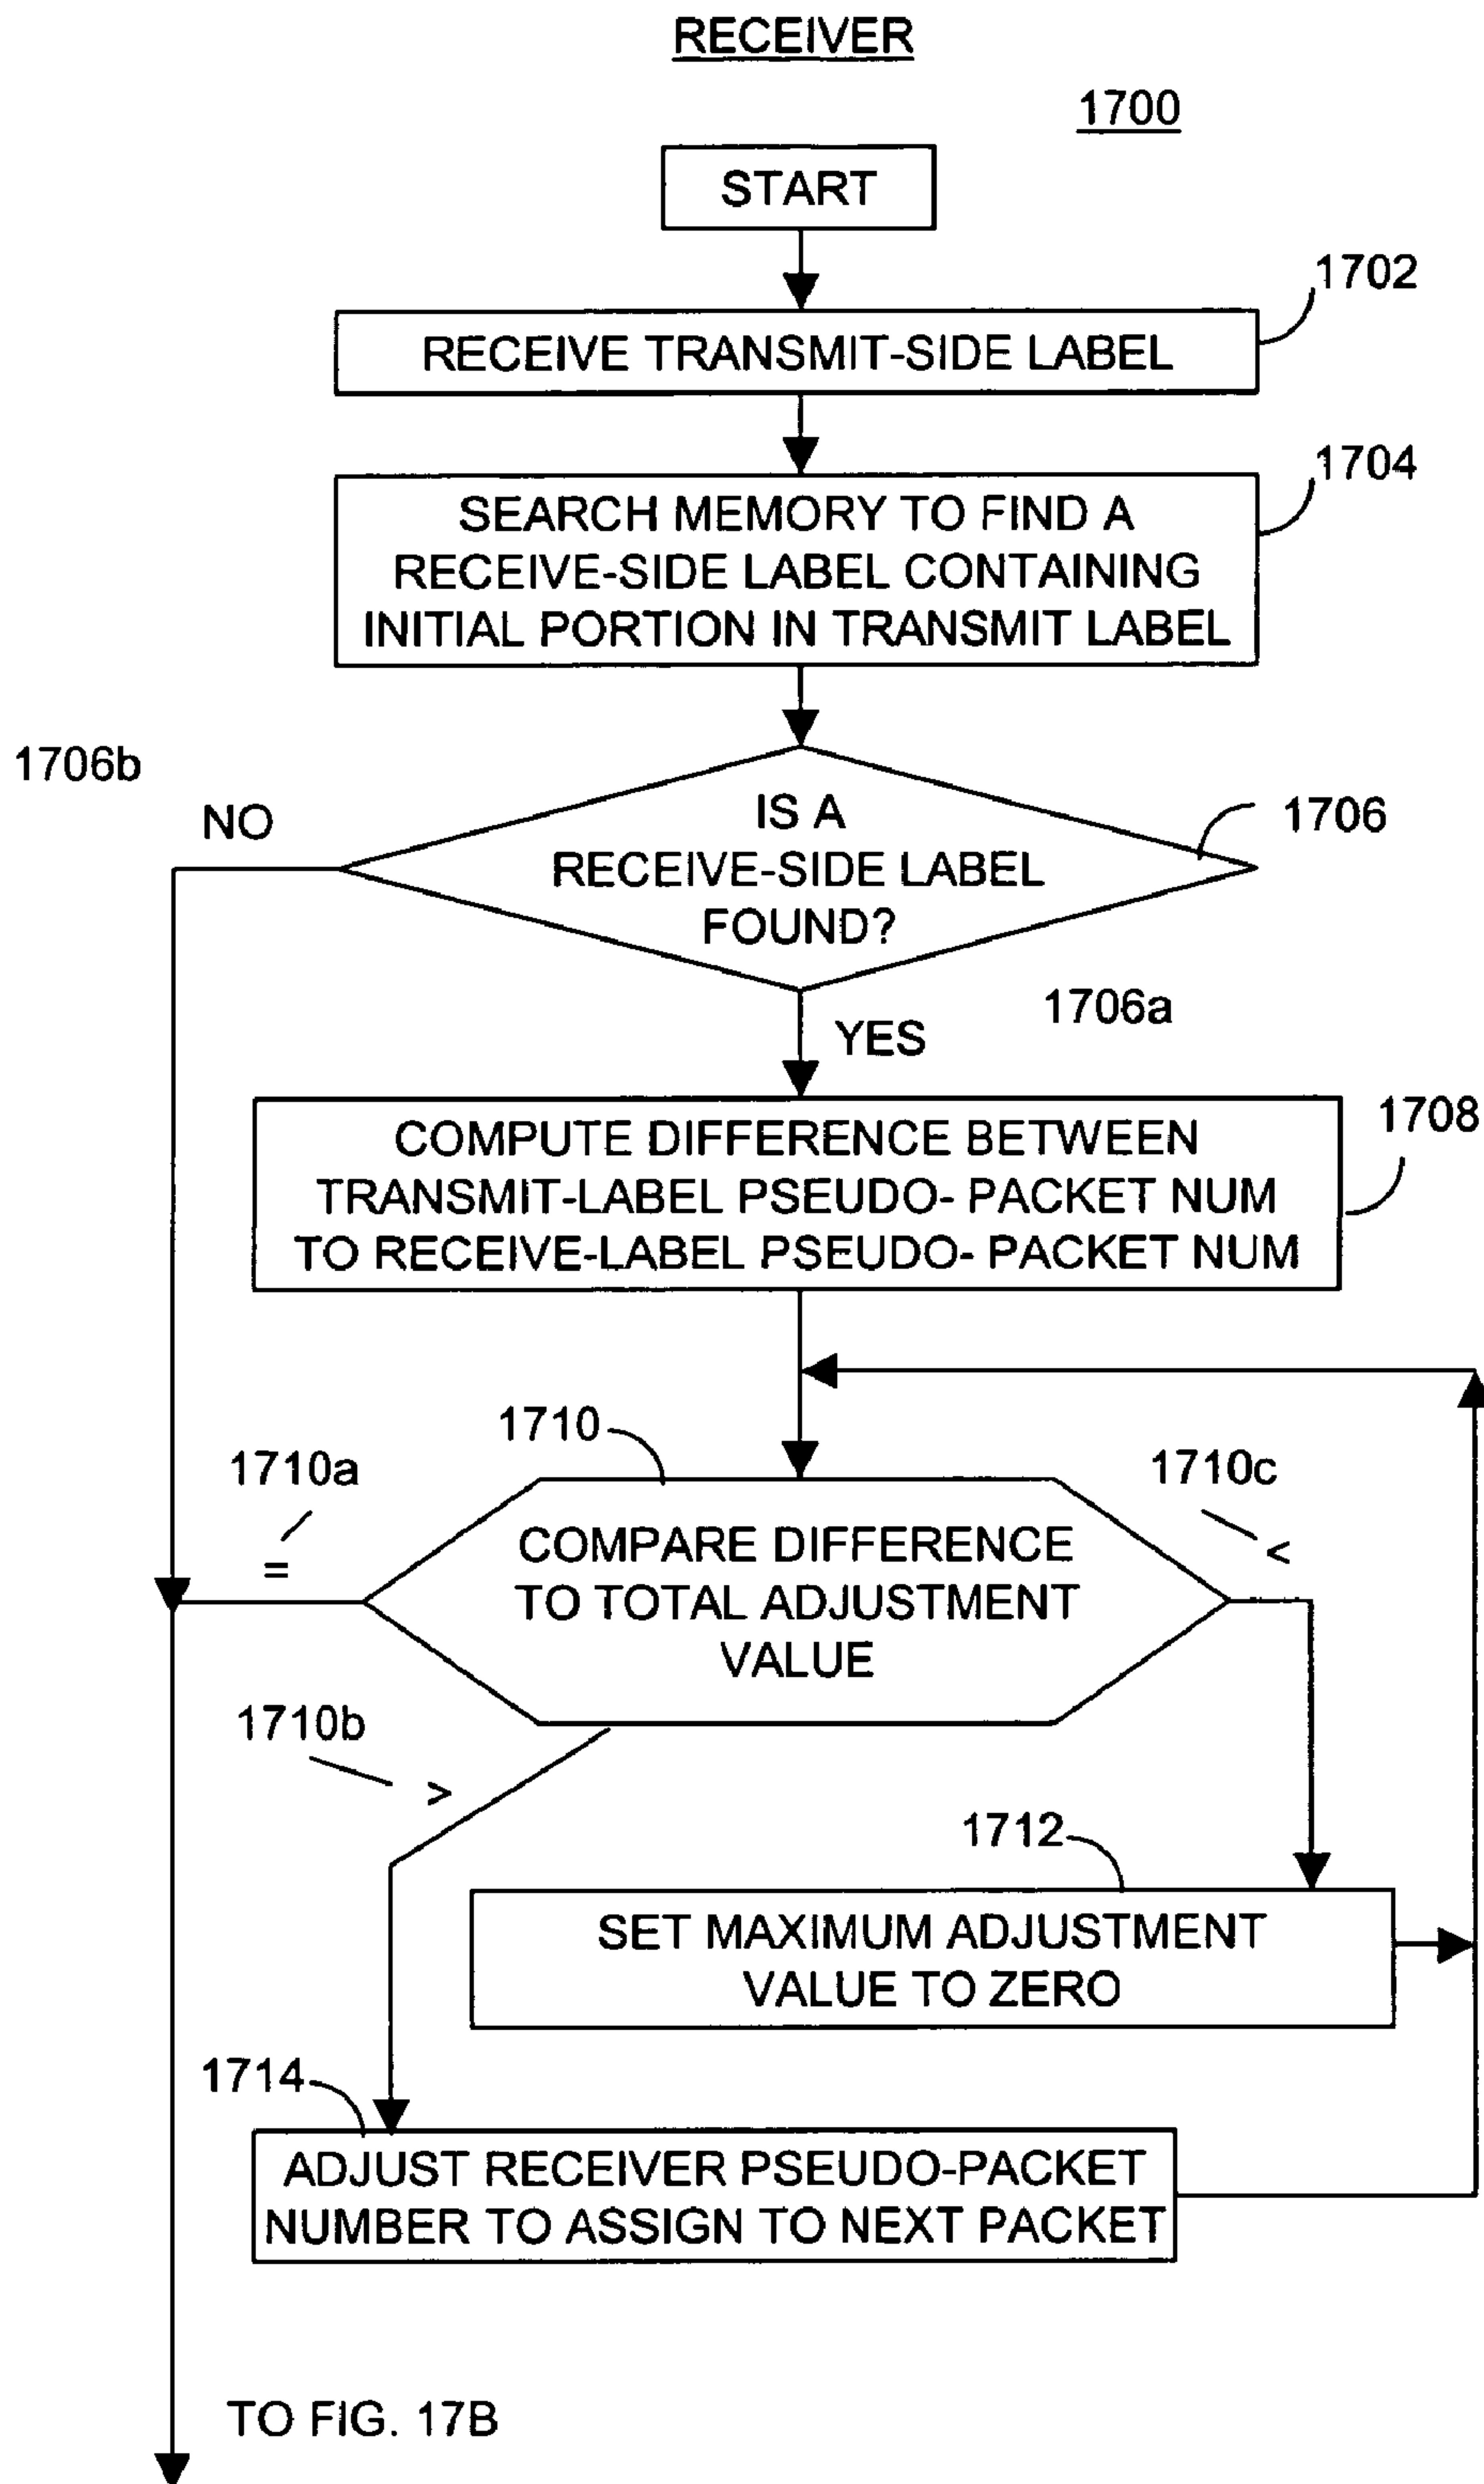 RECEIVER
1700
START
1702
RECEIVE TRANSMIT-SIDE LABEL
1704
SEARCH MEMORY TO FIND A
RECEIVE-SIDE LABEL CONTAINING
INITIAL PORTION IN TRANSMIT LABEL
1706b
NO
IS A
RECEIVE-SIDE LABEL
FOUND?
1706
1706a
YES
COMPUTE DIFFERENCE BETWEEN
TRANSMIT-LABEL PSEUDO- PACKET NUM
TO RECEIVE-LABEL PSEUDO- PACKET NUM
1708
1710
1710a
=
1710c
<
COMPARE DIFFERENCE
TO TOTAL ADJUSTMENT
VALUE
1710b
>
1712
SET MAXIMUM ADJUSTMENT
VALUE TO ZERO
1714
ADJUST RECEIVER PSEUDO-PACKET
NUMBER TO ASSIGN TO NEXT PACKET
TO FIG. 17B